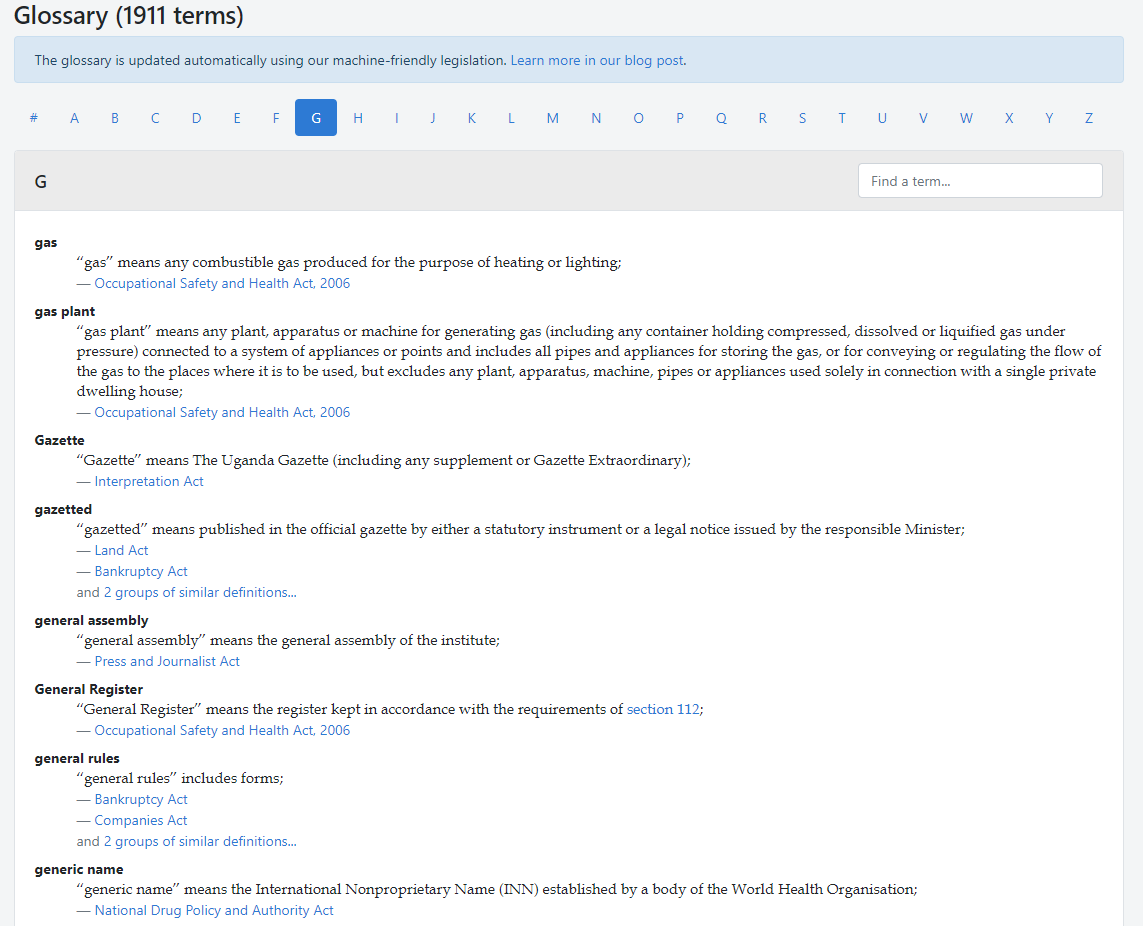 Glossary (1911 terms)
The glossary is updated automatically using our machine-friendly legislation. Learn more in our blog post.
# A B C D E F G H I J K L M N O P Q R S T U V W X Y Z
G
Find a term...
gas
“gas” means any combustible gas produced for the purpose of heating or lighting;
— Occupational Safety and Health Act, 2006
gas plant
“gas plant” means any plant, apparatus or machine for generating gas (including any container holding compressed, dissolved or liquified gas under
pressure) connected to a system of appliances or points and includes all pipes and appliances for storing the gas, or for conveying or regulating the flow of
the gas to the places where it is to be used, but excludes any plant, apparatus, machine, pipes or appliances used solely in connection with a single private
dwelling house;
— Occupational Safety and Health Act, 2006
Gazette
“Gazette” means The Uganda Gazette (including any supplement or Gazette Extraordinary);
— Interpretation Act
gazetted
“gazetted” means published in the official gazette by either a statutory instrument or a legal notice issued by the responsible Minister;
— Land Act
— Bankruptcy Act
and 2 groups of similar definitions...
general assembly
“general assembly” means the general assembly of the institute;
— Press and Journalist Act
General Register
“General Register” means the register kept in accordance with the requirements of section 112;
— Occupational Safety and Health Act, 2006
general rules
“general rules” includes forms;
— Bankruptcy Act
— Companies Act
and 2 groups of similar definitions...
generic name
“generic name” means the International Nonproprietary Name (INN) established by a body of the World Health Organisation;
— National Drug Policy and Authority Act